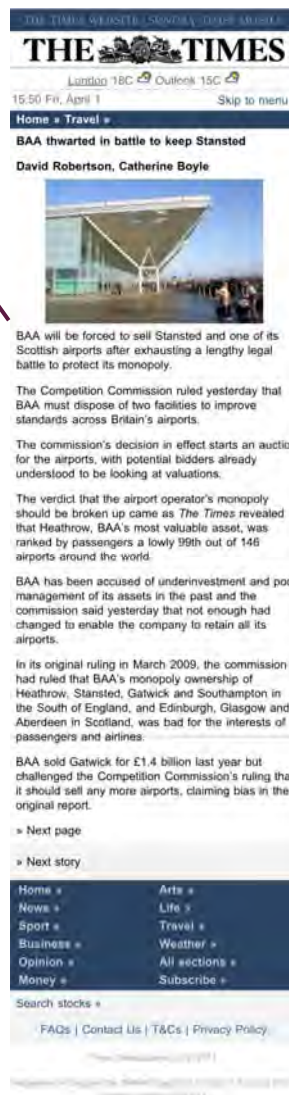 THE TIMES WEBSITE | SUNDAY TIMES MOBILE
THE TIMES
London 18C Outlook 15C
15:50 Fri, April 1 Skip to menu
Home » Travel »
BAA thwarted in battle to keep Stansted
David Robertson, Catherine Boyle
BAA will be forced to sell Stansted and one of its
Scottish airports after exhausting a lengthy legal
battle to protect its monopoly.
The Competition Commission ruled yesterday that
BAA must dispose of two facilities to improve
standards across Britain's airports.
The commission's decision in effect starts an auctio
for the airports, with potential bidders already
understood to be looking at valuations.
The verdict that the airport operator's monopoly
should be broken up came as The Times revealed
that Heathrow, BAA's most valuable asset, was
ranked by passengers a lowly 99th out of 146
airports around the world.
BAA has been accused of underinvestment and poo
management of its assets in the past and the
commission said yesterday that not enough had
changed to enable the company to retain all its
airports.
In its original ruling in March 2009, the commission
had ruled that BAA's monopoly ownership of
Heathrow, Stansted, Gatwick and Southampton in
the South of England, and Edinburgh, Glasgow and
Aberdeen in Scotland, was bad for the interests of
passengers and airlines.
BAA sold Gatwick for £1.4 billion last year but
challenged the Competition Commission's ruling tha
it should sell any more airports, claiming bias in the
original report.
» Next page
» Next story
Home » Arts »
News » Life »
Sport » Travel »
Business » Weather »
Opinion » All sections »
Money » Subscribe »
Search stocks »
FAQs | Contact Us | T&Cs | Privacy Policy